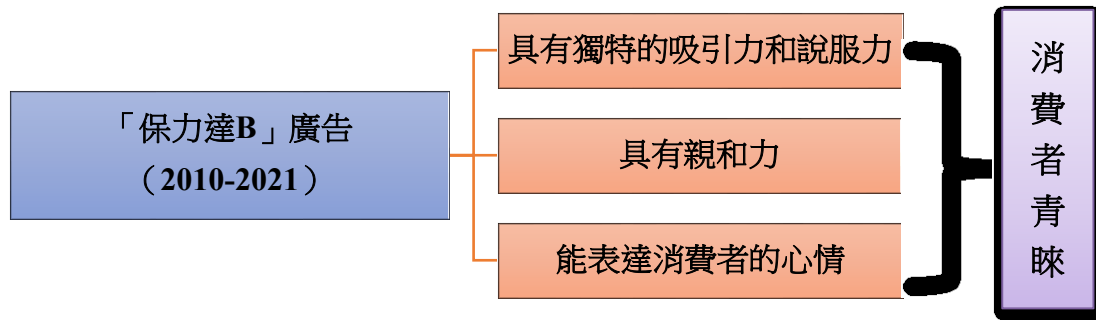 「保力達B」廣告
（2010-2021）
具有獨特的吸引力和說服力
具有親和力
能表達消費者的心情
消費者青睞